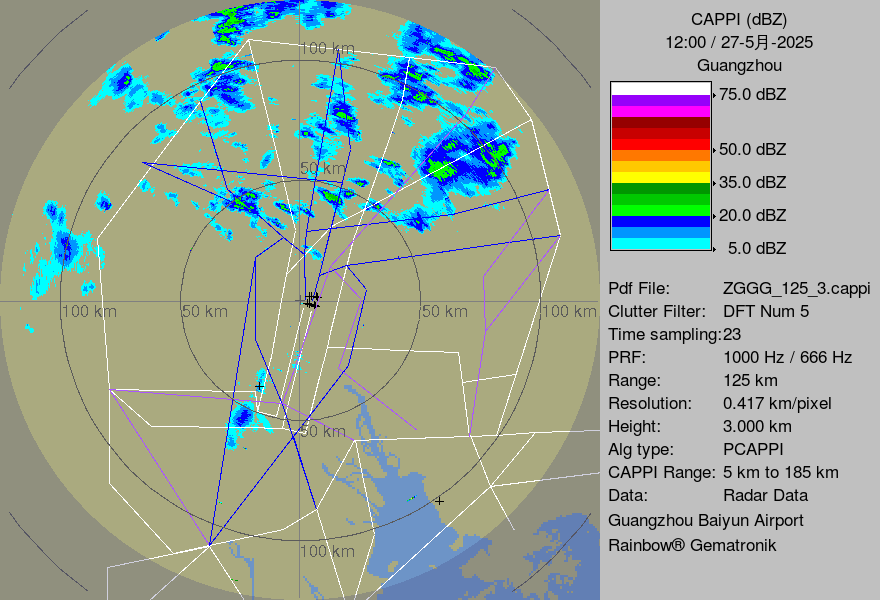 100 km
50 km
100 km
50 km
50 km
100 km
50 km
100 km
CAPPI (dBZ)
12:00 / 27-5月-2025
Guangzhou
75.0 dBZ
50.0 dBZ
35.0 dBZ
20.0 dBZ
5.0 dBZ
Pdf File: ZGGG_125_3.cappi
Clutter Filter: DFT Num 5
Time sampling:23
PRF: 1000 Hz / 666 Hz
Range: 125 km
Resolution: 0.417 km/pixel
Height: 3.000 km
Alg type: PCAPPI
CAPPI Range: 5 km to 185 km
Data: Radar Data
Guangzhou Baiyun Airport
Rainbow® Gematronik